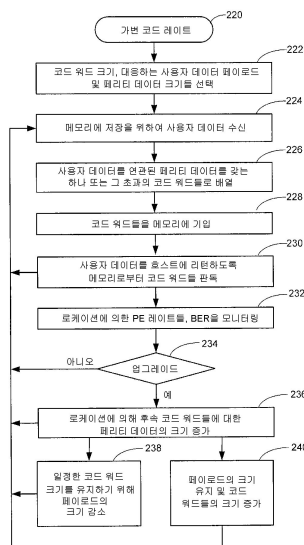 220
가변 코드 레이트
222
코드 워드 크기, 대응하는 사용자 데이터 페이로드
및 패리티 데이터 크기들 선택
224
메모리에 저장을 위하여 사용자 데이터 수신
226
사용자 데이터를 연관된 패리티 데이터를 갖는
하나 또는 그 초과의 코드 워드들로 배열
228
코드 워드들을 메모리에 기입
230
사용자 데이터를 호스트에 리턴하도록
메모리로부터 코드 워드들 판독
232
로케이션에 의한 PE 레이트들, BER을 모니터링
234
아니오
업그레이드
예
236
로케이션에 의해 후속 코드 워드들에 대한
패리티 데이터의 크기 증가
238
240
일정한 코드 워드
크기를 유지하기 위해
페이로드의
크기 감소
페이로드의 크기
유지 및 코드
워드들의 크기 증가